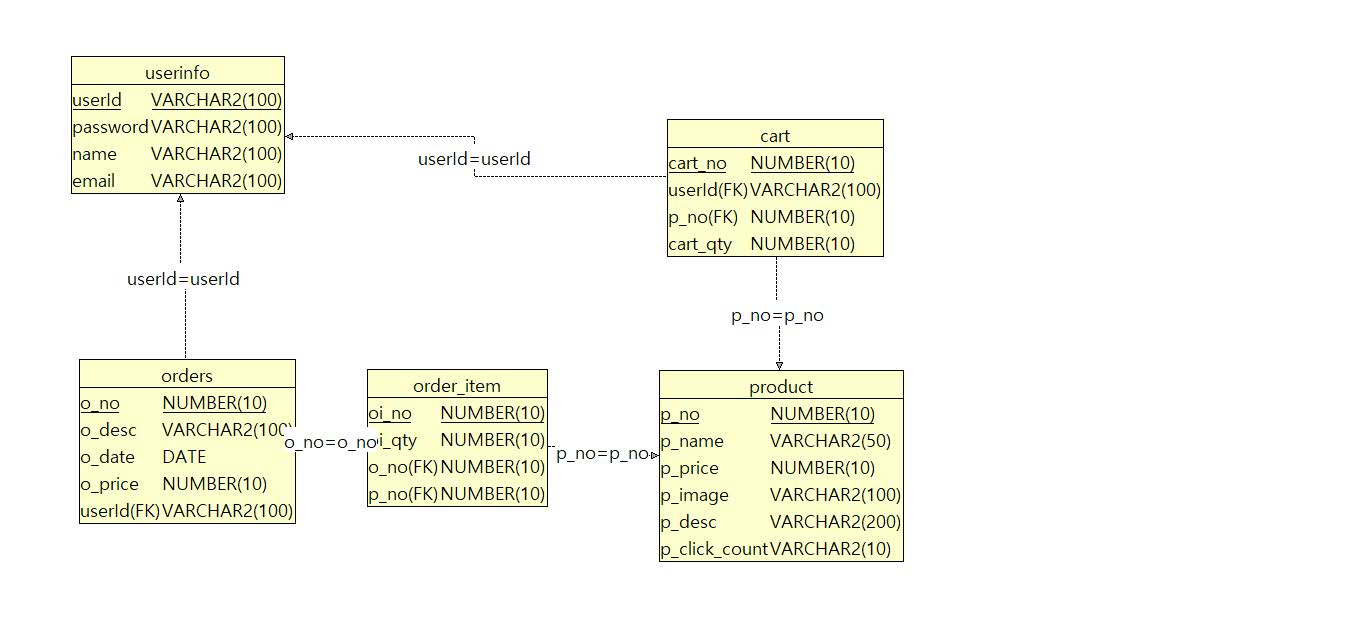 userinfo
userId VARCHAR2(100)
password VARCHAR2(100)
name VARCHAR2(100)
email VARCHAR2(100)
userId=userId
cart
cart_no NUMBER(10)
userId(FK) VARCHAR2(100)
p_no(FK) NUMBER(10)
cart_qty NUMBER(10)
userId=userId
p_no=p_no
orders
o_no NUMBER(10)
o_desc VARCHAR2(100)
o_date DATE
o_price NUMBER(10)
userId(FK) VARCHAR2(100)
o_no=o_no
order_item
oi_no NUMBER(10)
oi_qty NUMBER(10)
o_no(FK) NUMBER(10)
p_no(FK) NUMBER(10)
p_no=p_no
product
p_no NUMBER(10)
p_name VARCHAR2(50)
p_price NUMBER(10)
p_image VARCHAR2(100)
p_desc VARCHAR2(200)
p_click_count VARCHAR2(10)